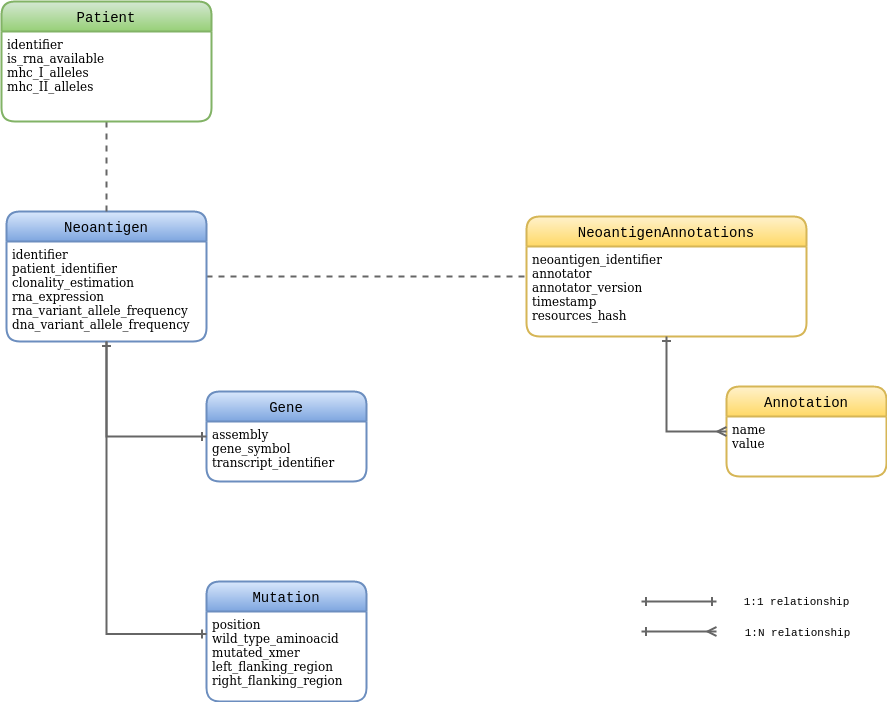 Patient
identifier
is_rna_available
mhc_I_alleles
mhc_II_alleles
Neoantigen
identifier
patient_identifier
clonality_estimation
rna_expression
rna_variant_allele_frequency
dna_variant_allele_frequency
NeoantigenAnnotations
neoantigen_identifier
annotator
annotator_version
timestamp
resources_hash
Gene
assembly
gene_symbol
transcript_identifier
Annotation
name
value
Mutation
position
wild_type_aminoacid
mutated_xmer
left_flanking_region
right_flanking_region
1:1 relationship
1:N relationship